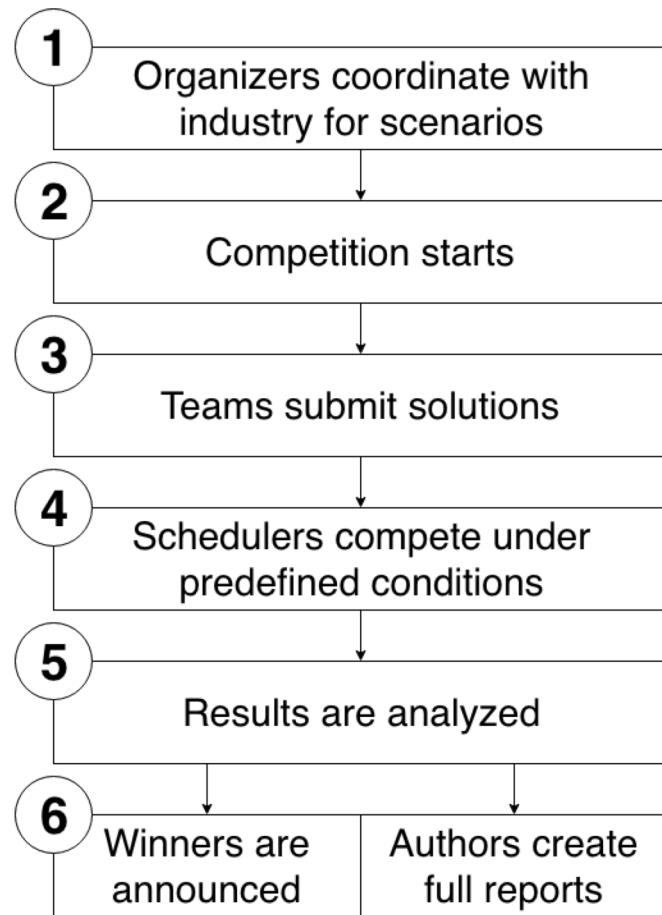 1
Organizers coordinate with
industry for scenarios
2
Competition starts
3
Teams submit solutions
4
Schedulers compete under
predefined conditions
5
Results are analyzed
6
Winners are
announced
Authors create
full reports